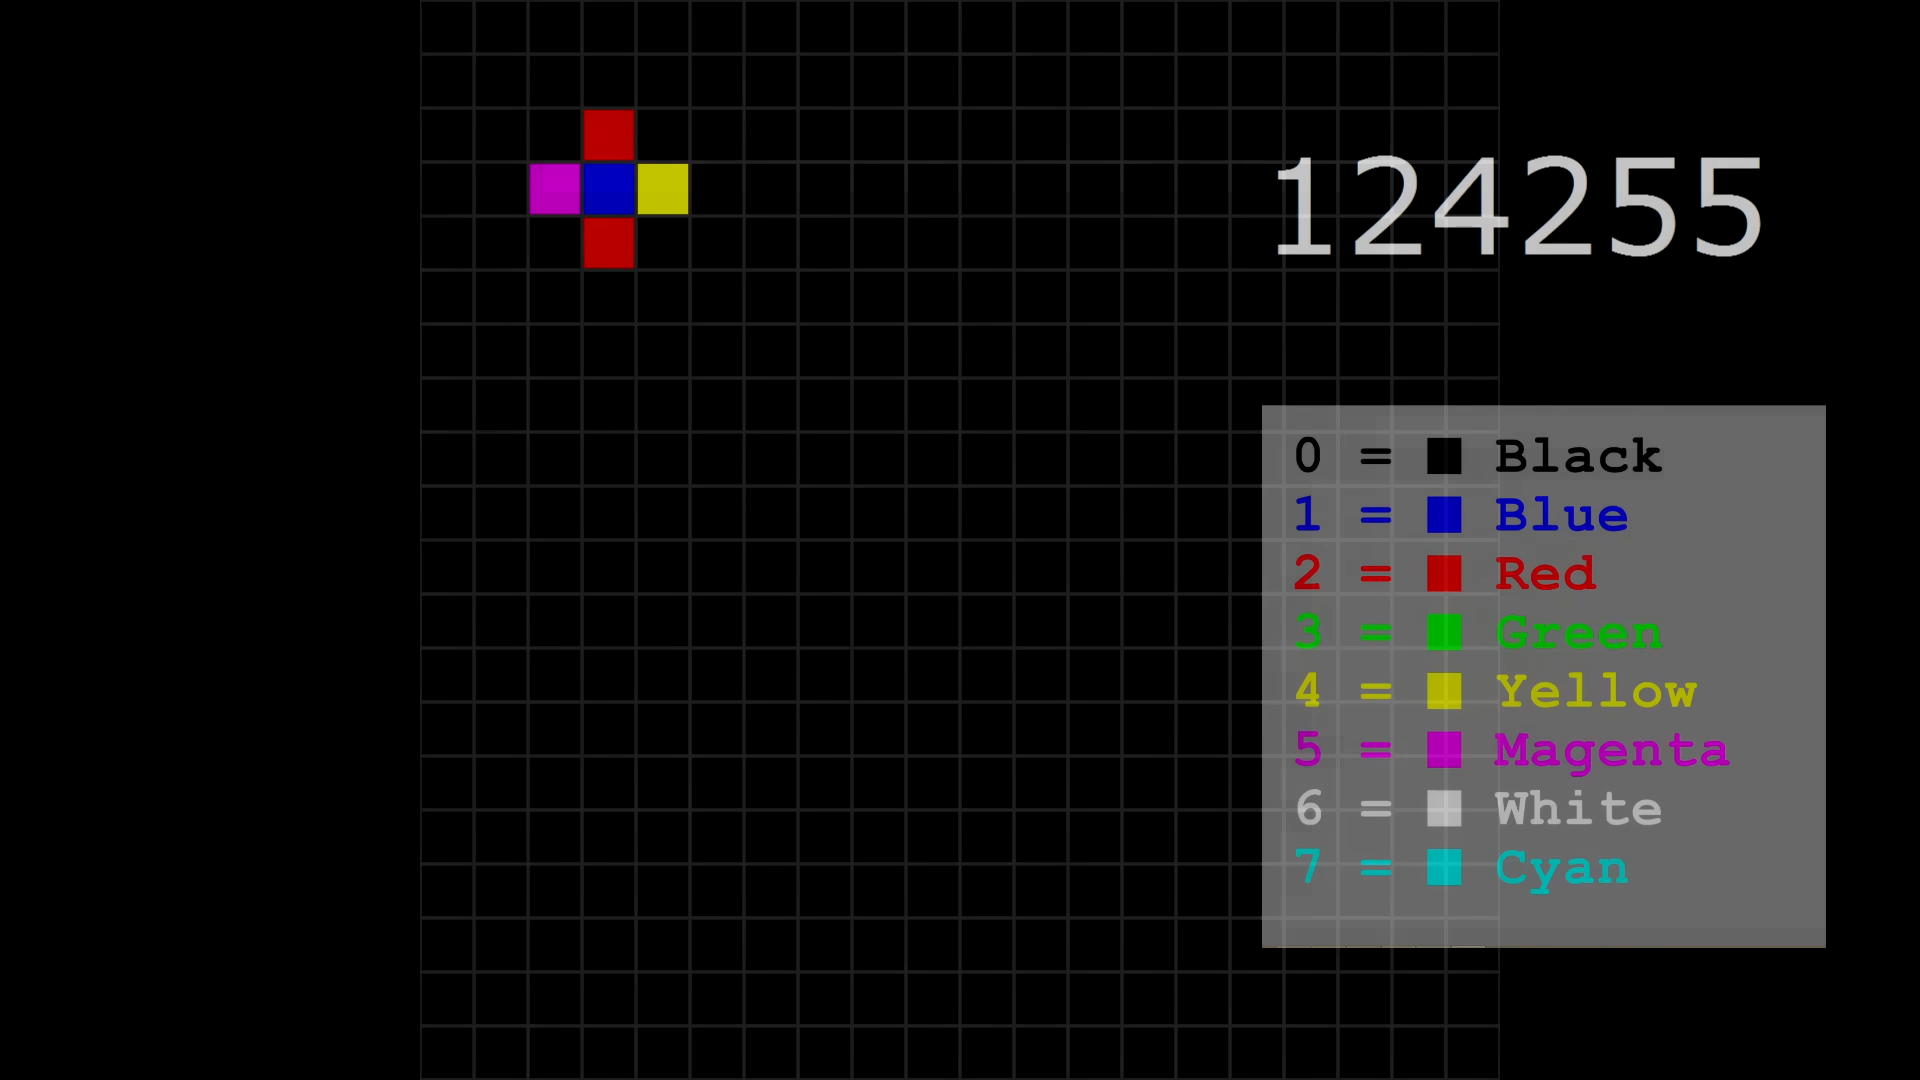 124255
0 = ■ Black
1 = ■ Blue
2 = ■ Red
3 = ■ Green
4 = ■ Yellow
5 = ■ Magenta
6 = ■ White
7 = ■ Cyan